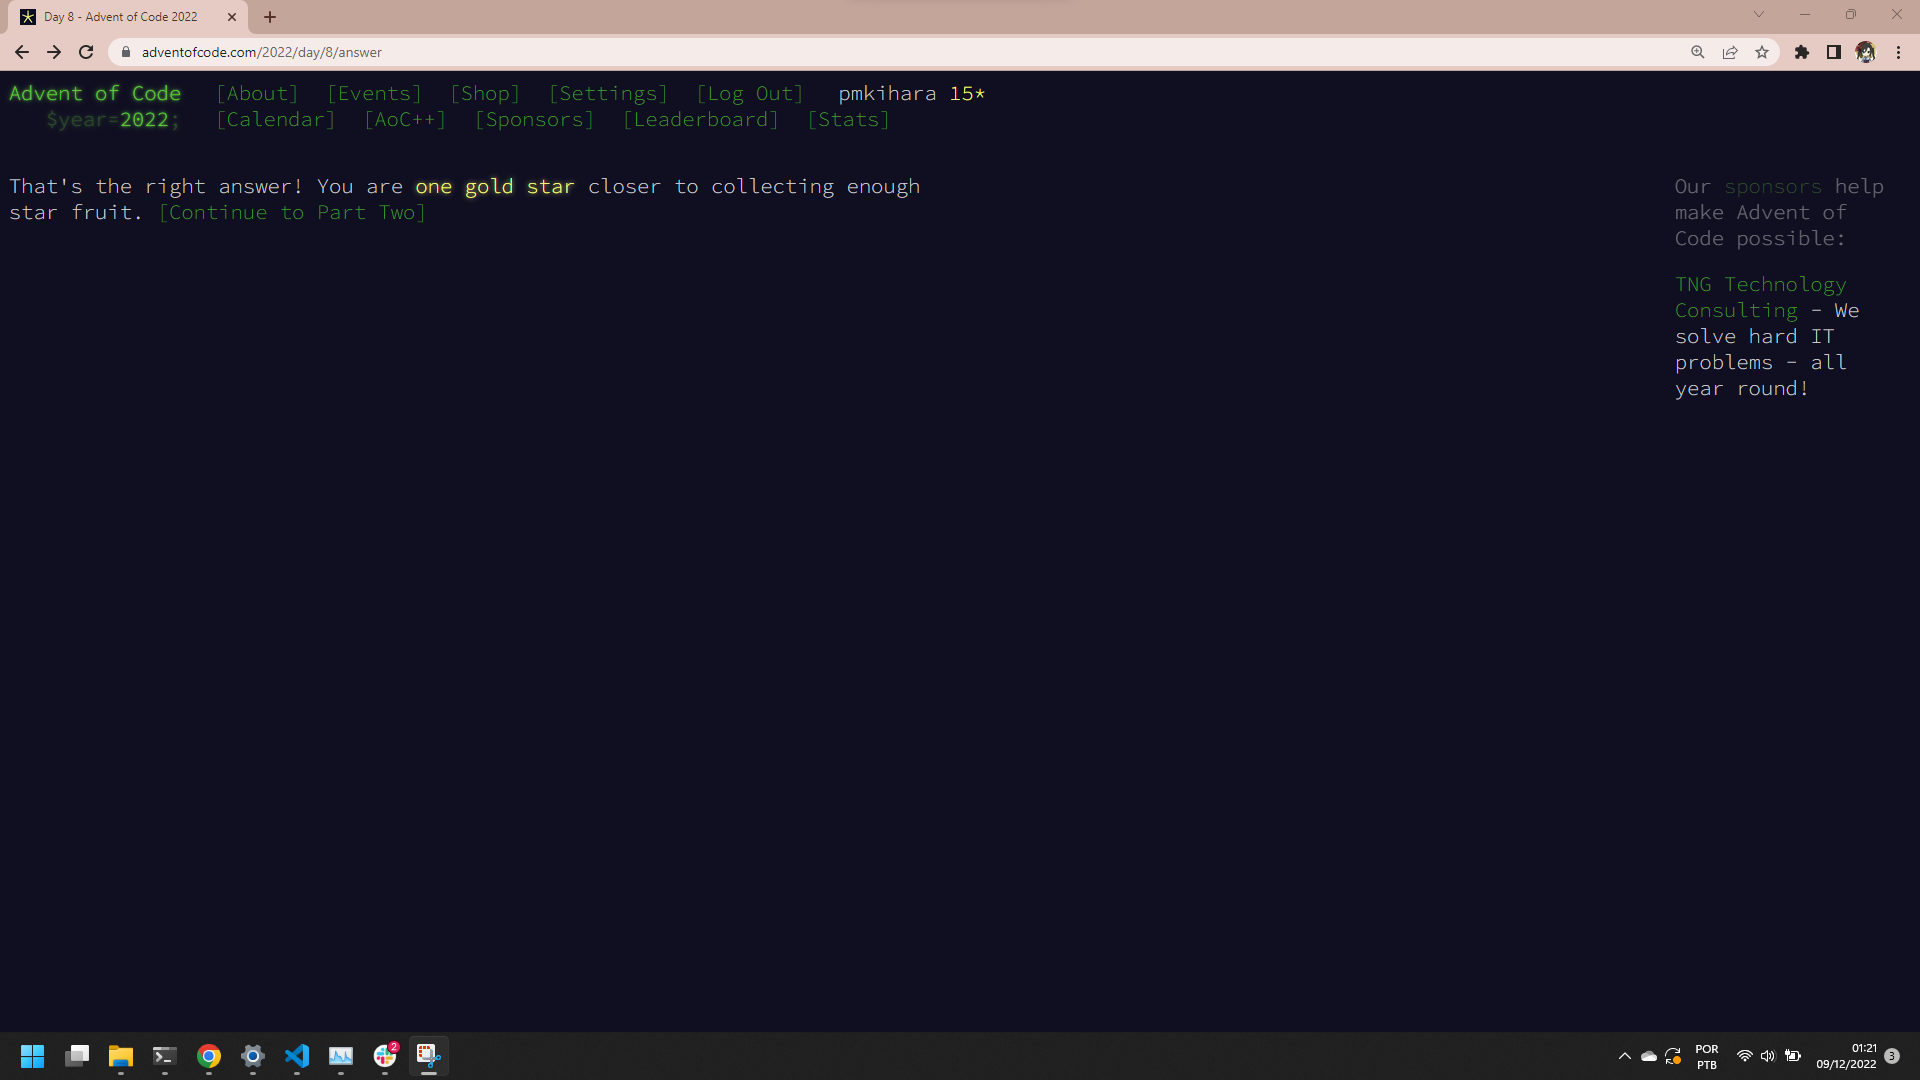 Day 8 - Advent of Code 2022
adventofcode.com/2022/day/8/answer
Advent of Code [About] [Events] [Shop] [Settings] [Log Out] pmkihara 15*
$year=2022; [Calendar] [AoC++] [Sponsors] [Leaderboard] [Stats]
That's the right answer! You are one gold star closer to collecting enough
star fruit. [Continue to Part Two]
Our sponsors help
make Advent of
Code possible:
TNG Technology
Consulting - We
solve hard IT
problems - all
year round!
2
POR
PTB
01:21
09/12/2022
3